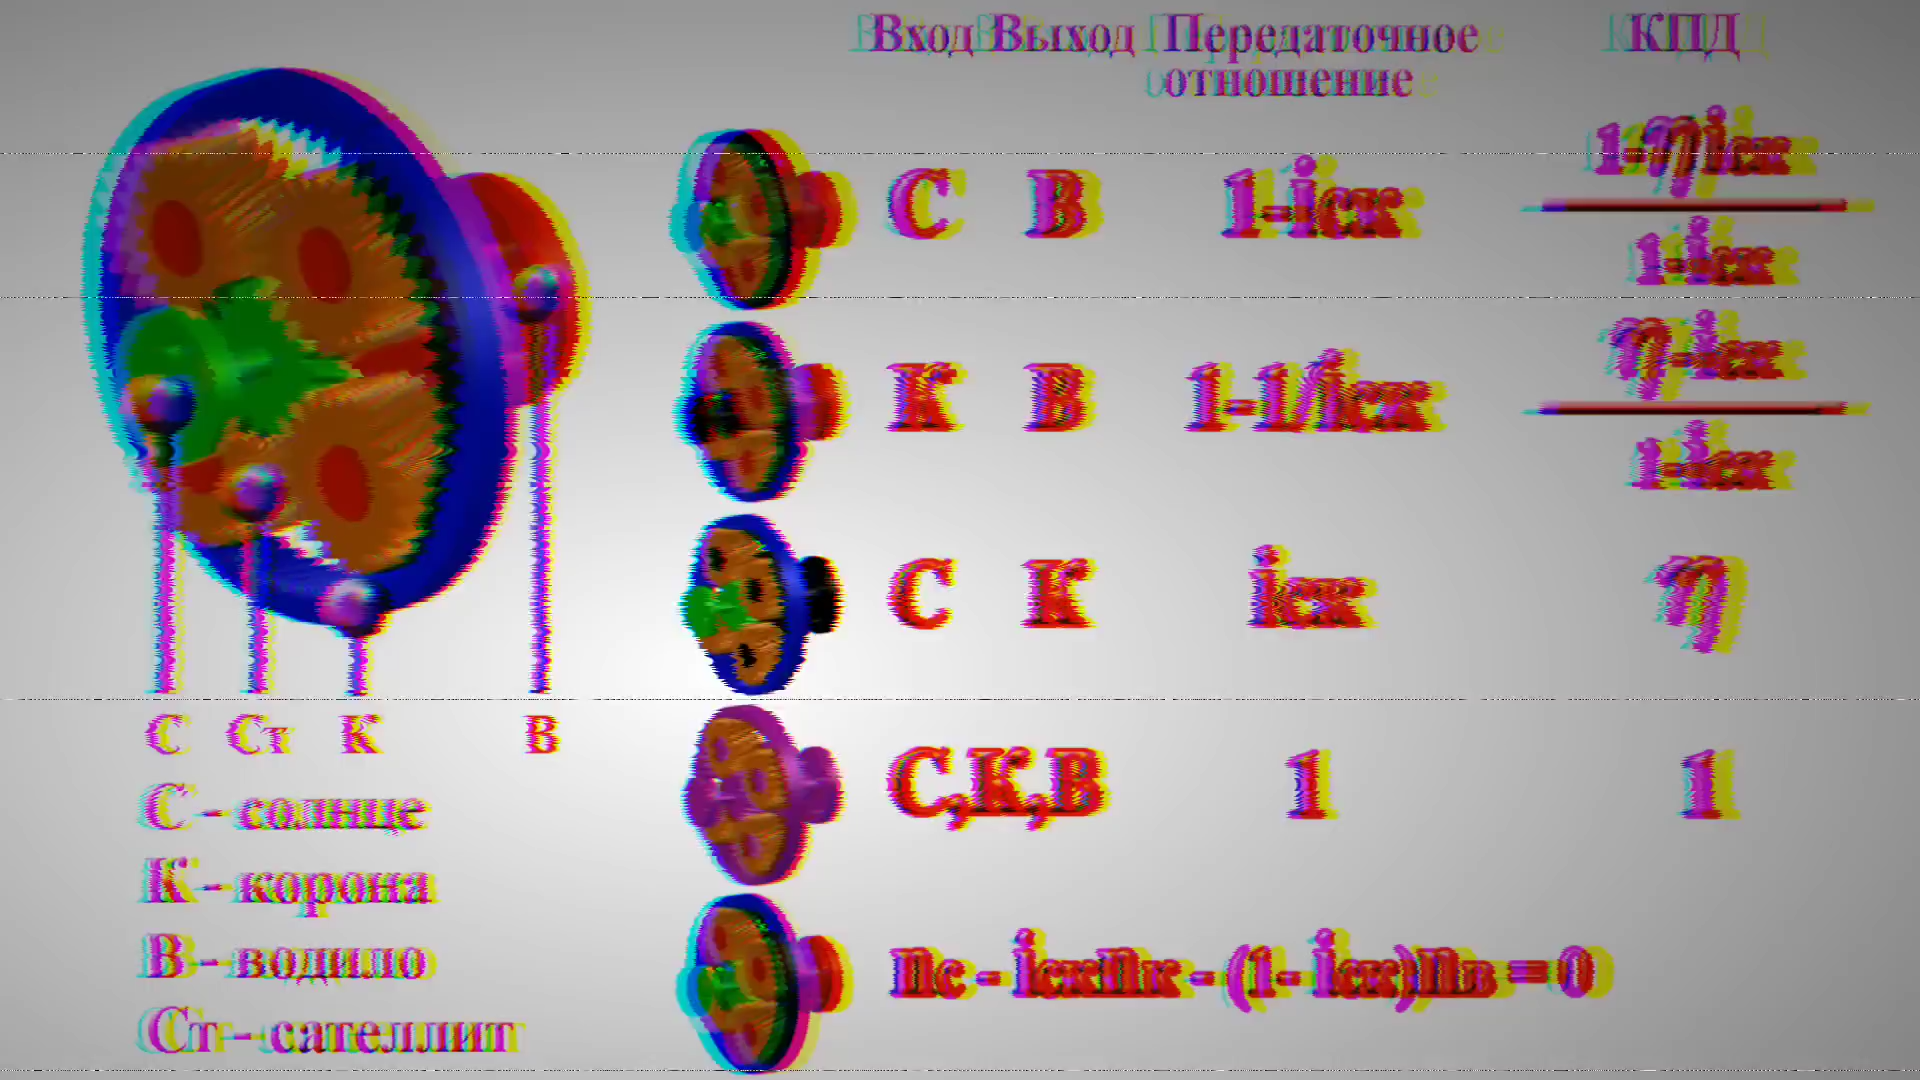 Вход Выход Передаточное КПД
отношение
С В 1-iск 1-ηiск
1-iск
К В 1-1/iск η-iск
1-iск
С К iск η
С,К,В 1 1
nс - iскnк - (1- iск)nв = 0
С Ст К В
С - солнце
К - корона
В - водило
Ст - сателлит